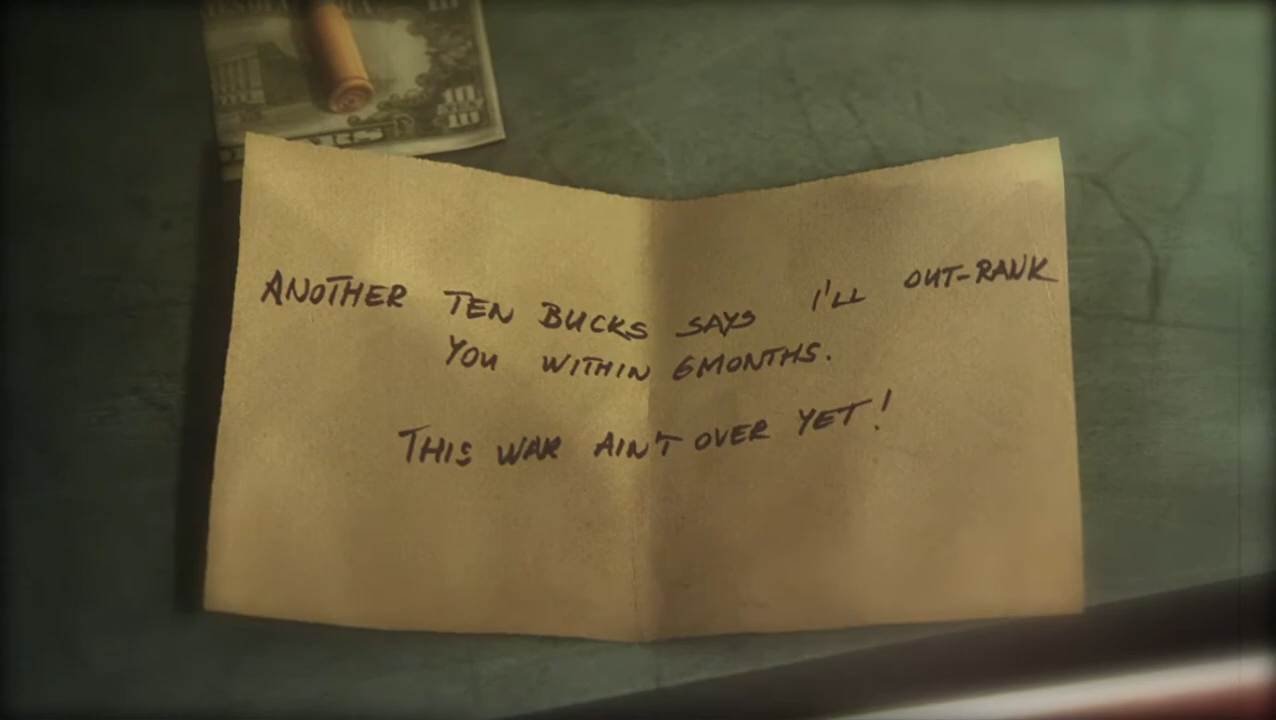 ANOTHER TEN BUCKS SAYS I'LL OUT-RANK
YOU WITHIN 6MONTHS.
THIS WAR AIN'T OVER YET!